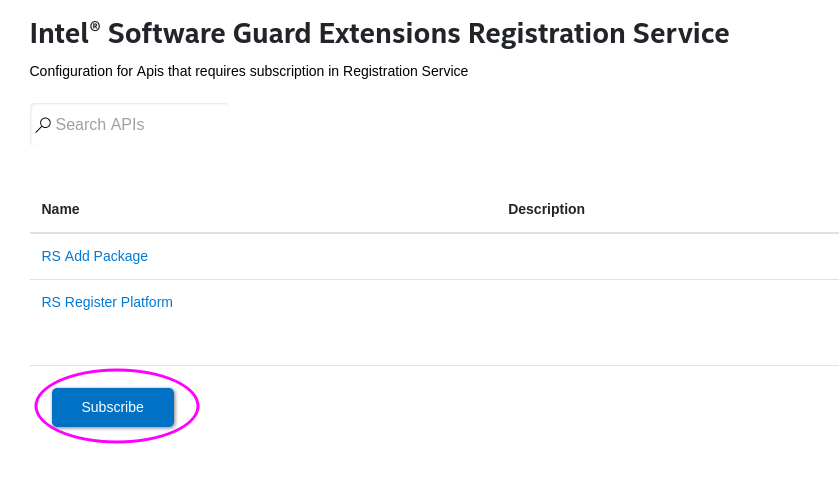 Intel® Software Guard Extensions Registration Service
Configuration for Apis that requires subscription in Registration Service
Search APIs
Name Description
RS Add Package
RS Register Platform
Subscribe